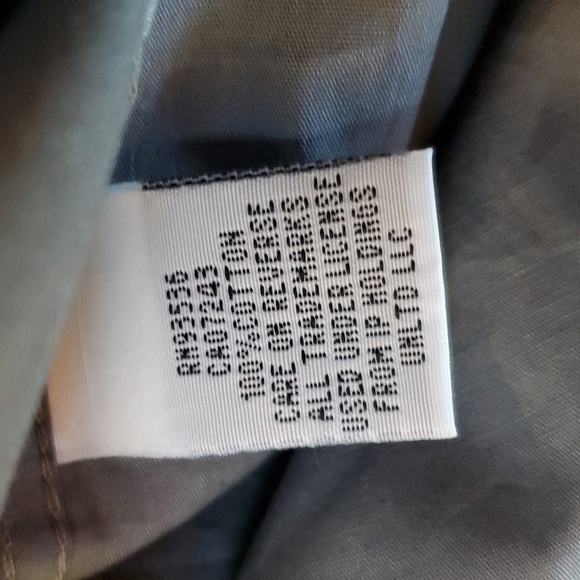 RN93536
CA07243
100%COTTON
CARE ON REVERSE
ALL TRADEMARKS
USED UNDER LICENSE
FROM IP HOLDINGS
UNLTD LLC